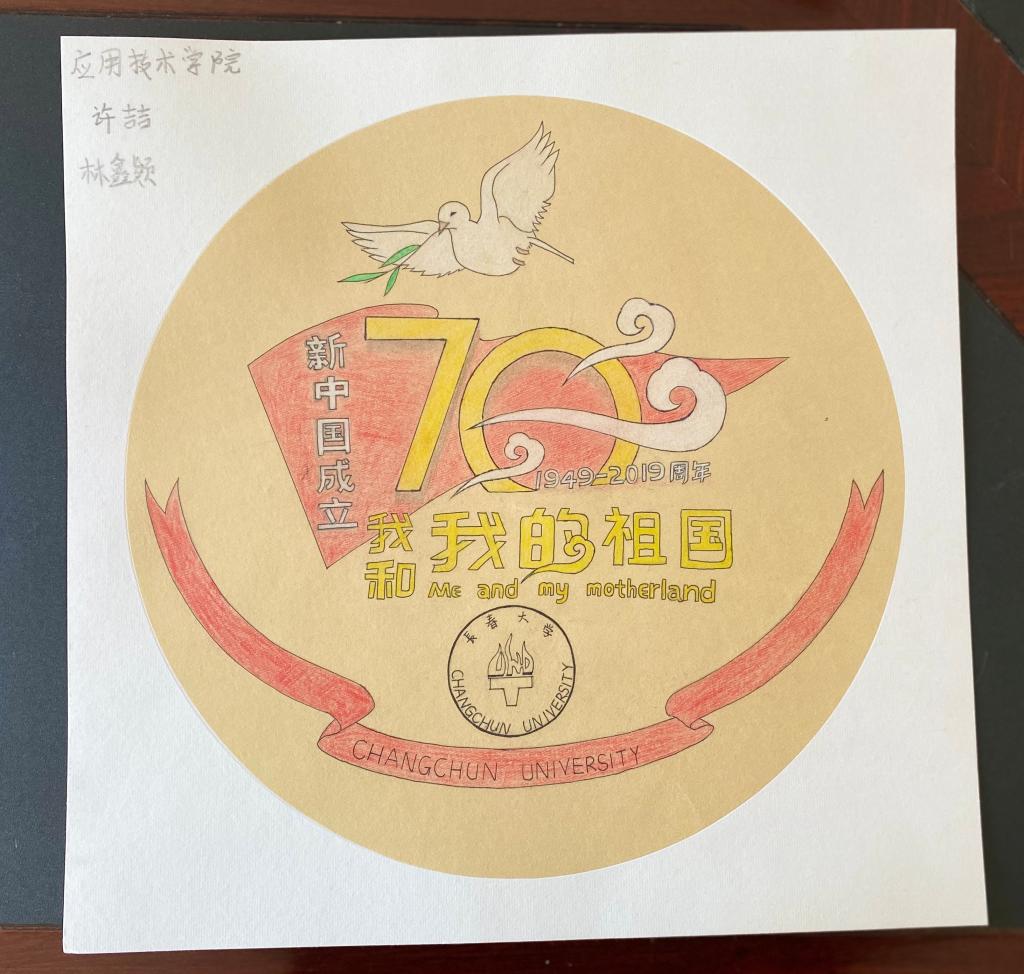 应用技术学院
许喆
林鑫颖
新中国成立
70
1949-2019周年
我和我的祖国
Me and my motherland
長春大学
CHANGCHUN UNIVERSITY
CHANGCHUN UNIVERSITY